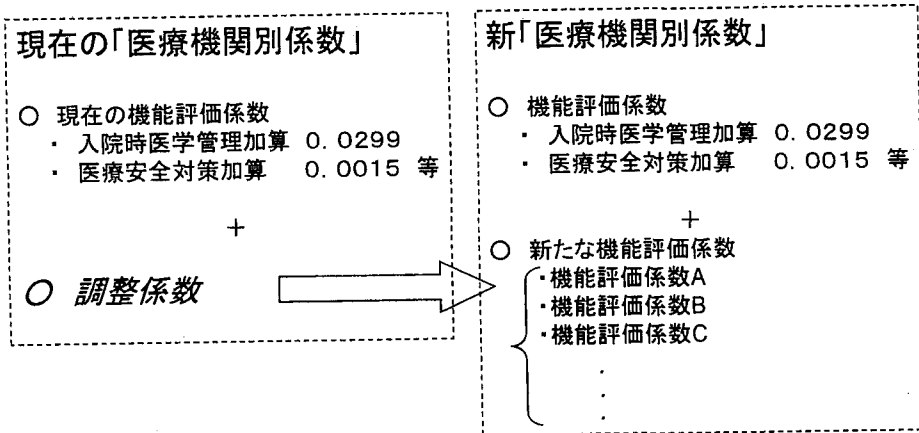 現在の「医療機関別係数」
○ 現在の機能評価係数
・ 入院時医学管理加算 0.0299
・ 医療安全対策加算 0.0015 等
+
○ 調整係数
新「医療機関別係数」
○ 機能評価係数
・ 入院時医学管理加算 0.0299
・ 医療安全対策加算 0.0015 等
+
○ 新たな機能評価係数
・機能評価係数A
・機能評価係数B
・機能評価係数C
・
・
・